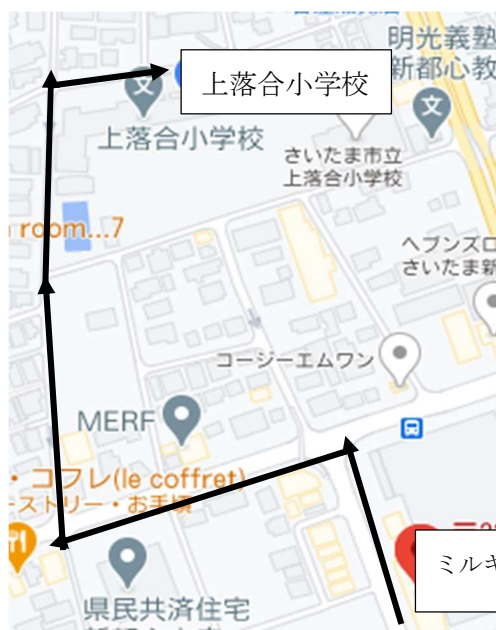 明光義塾
新都心教
上落合小学校
文
文
上落合小学校
さいたま市立
上落合小学校
room...7
ヘブンズロ
さいたま新
コージーエムワン
MERF
・コフレ(le coffret)
ーストリー・お手頃
ミルキ
県民共済住宅